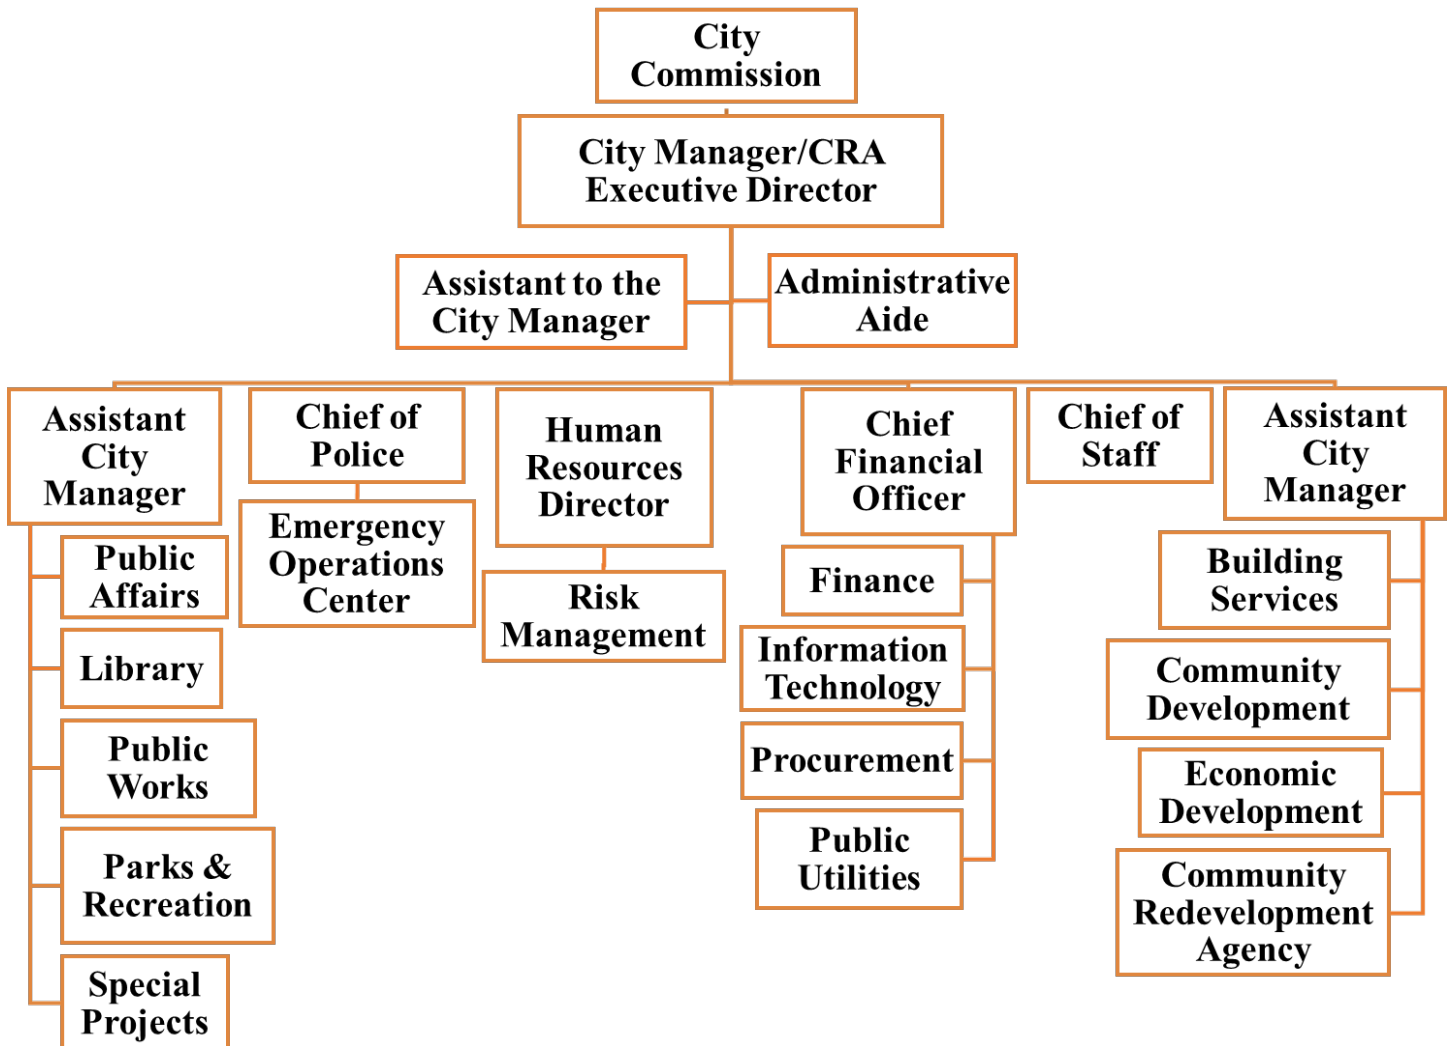 City
Commission
City Manager/CRA
Executive Director
Assistant to the
City Manager
Administrative
Aide
Assistant
City
Manager
Public
Affairs
Library
Public
Works
Parks &
Recreation
Special
Projects
Chief of
Police
Emergency
Operations
Center
Human
Resources
Director
Risk
Management
Chief
Financial
Officer
Finance
Information
Technology
Procurement
Public
Utilities
Chief of
Staff
Assistant
City
Manager
Building
Services
Community
Development
Economic
Development
Community
Redevelopment
Agency